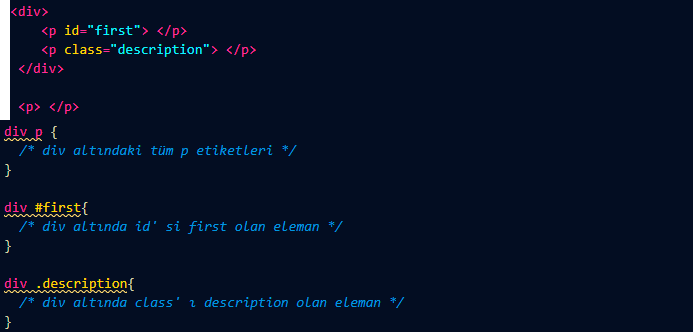 <div>
<p id="first"> </p>
<p class="description"> </p>
</div>
<p> </p>
div p {
/* div altındaki tüm p etiketleri */
}
div #first{
/* div altında id' si first olan eleman */
}
div .description{
/* div altında class' ı description olan eleman */
}